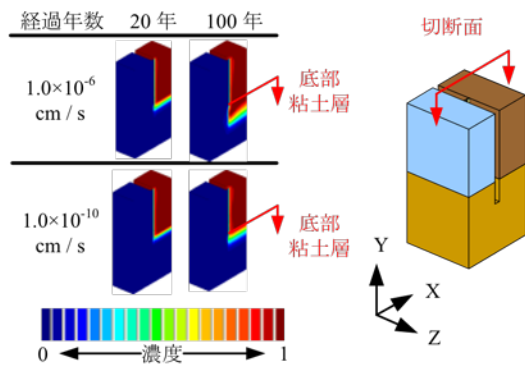 経過年数 20 年 100 年
1.0×10⁻⁶
cm / s
底部
粘土層
1.0×10⁻¹⁰
cm / s
底部
粘土層
0 濃度 1
切断面
Y
X
Z